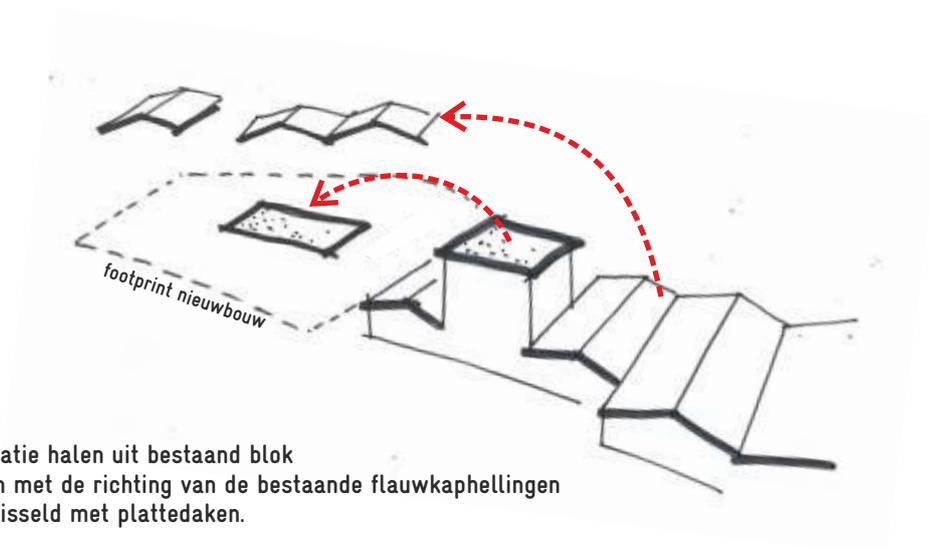 footprint nieuwbouw
atie halen uit bestaand blok
met de richting van de bestaande flauwkaphellingen
isseld met plattedaken.